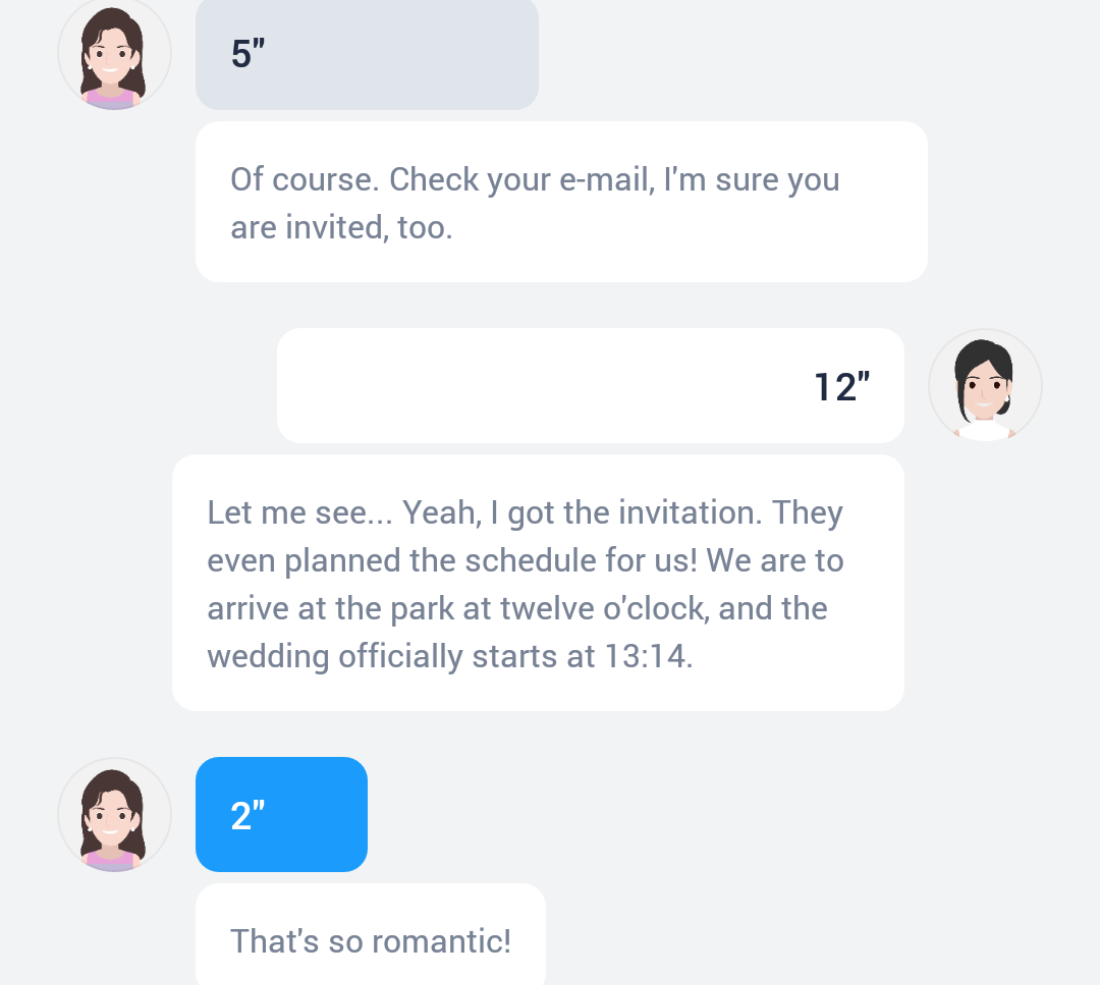 5"
Of course. Check your e-mail, I'm sure you
are invited, too.
12"
Let me see... Yeah, I got the invitation. They
even planned the schedule for us! We are to
arrive at the park at twelve o'clock, and the
wedding officially starts at 13:14.
2"
That's so romantic!